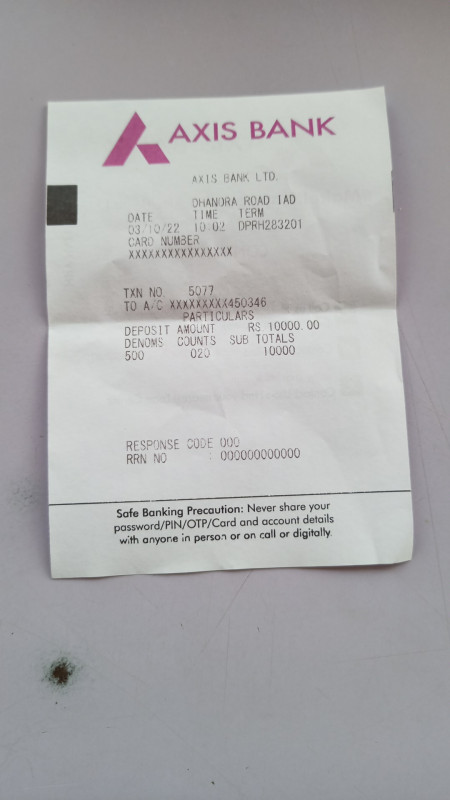 AXIS BANK
AXIS BANK LTD.
DHANORA ROAD IAD
DATE TIME TERM
03/10/22 10:02 DPRH283201
CARD NUMBER
XXXXXXXXXXXXXXXX
TXN NO. 5077
TO A/C XXXXXXXXX450346
PARTICULARS
DEPOSIT AMOUNT RS 10000.00
DENOMS COUNTS SUB TOTALS
500 020 10000
RESPONSE CODE 000
RRN NO : 000000000000
Safe Banking Precaution: Never share your
password/PIN/OTP/Card and account details
with anyone in person or on call or digitally.